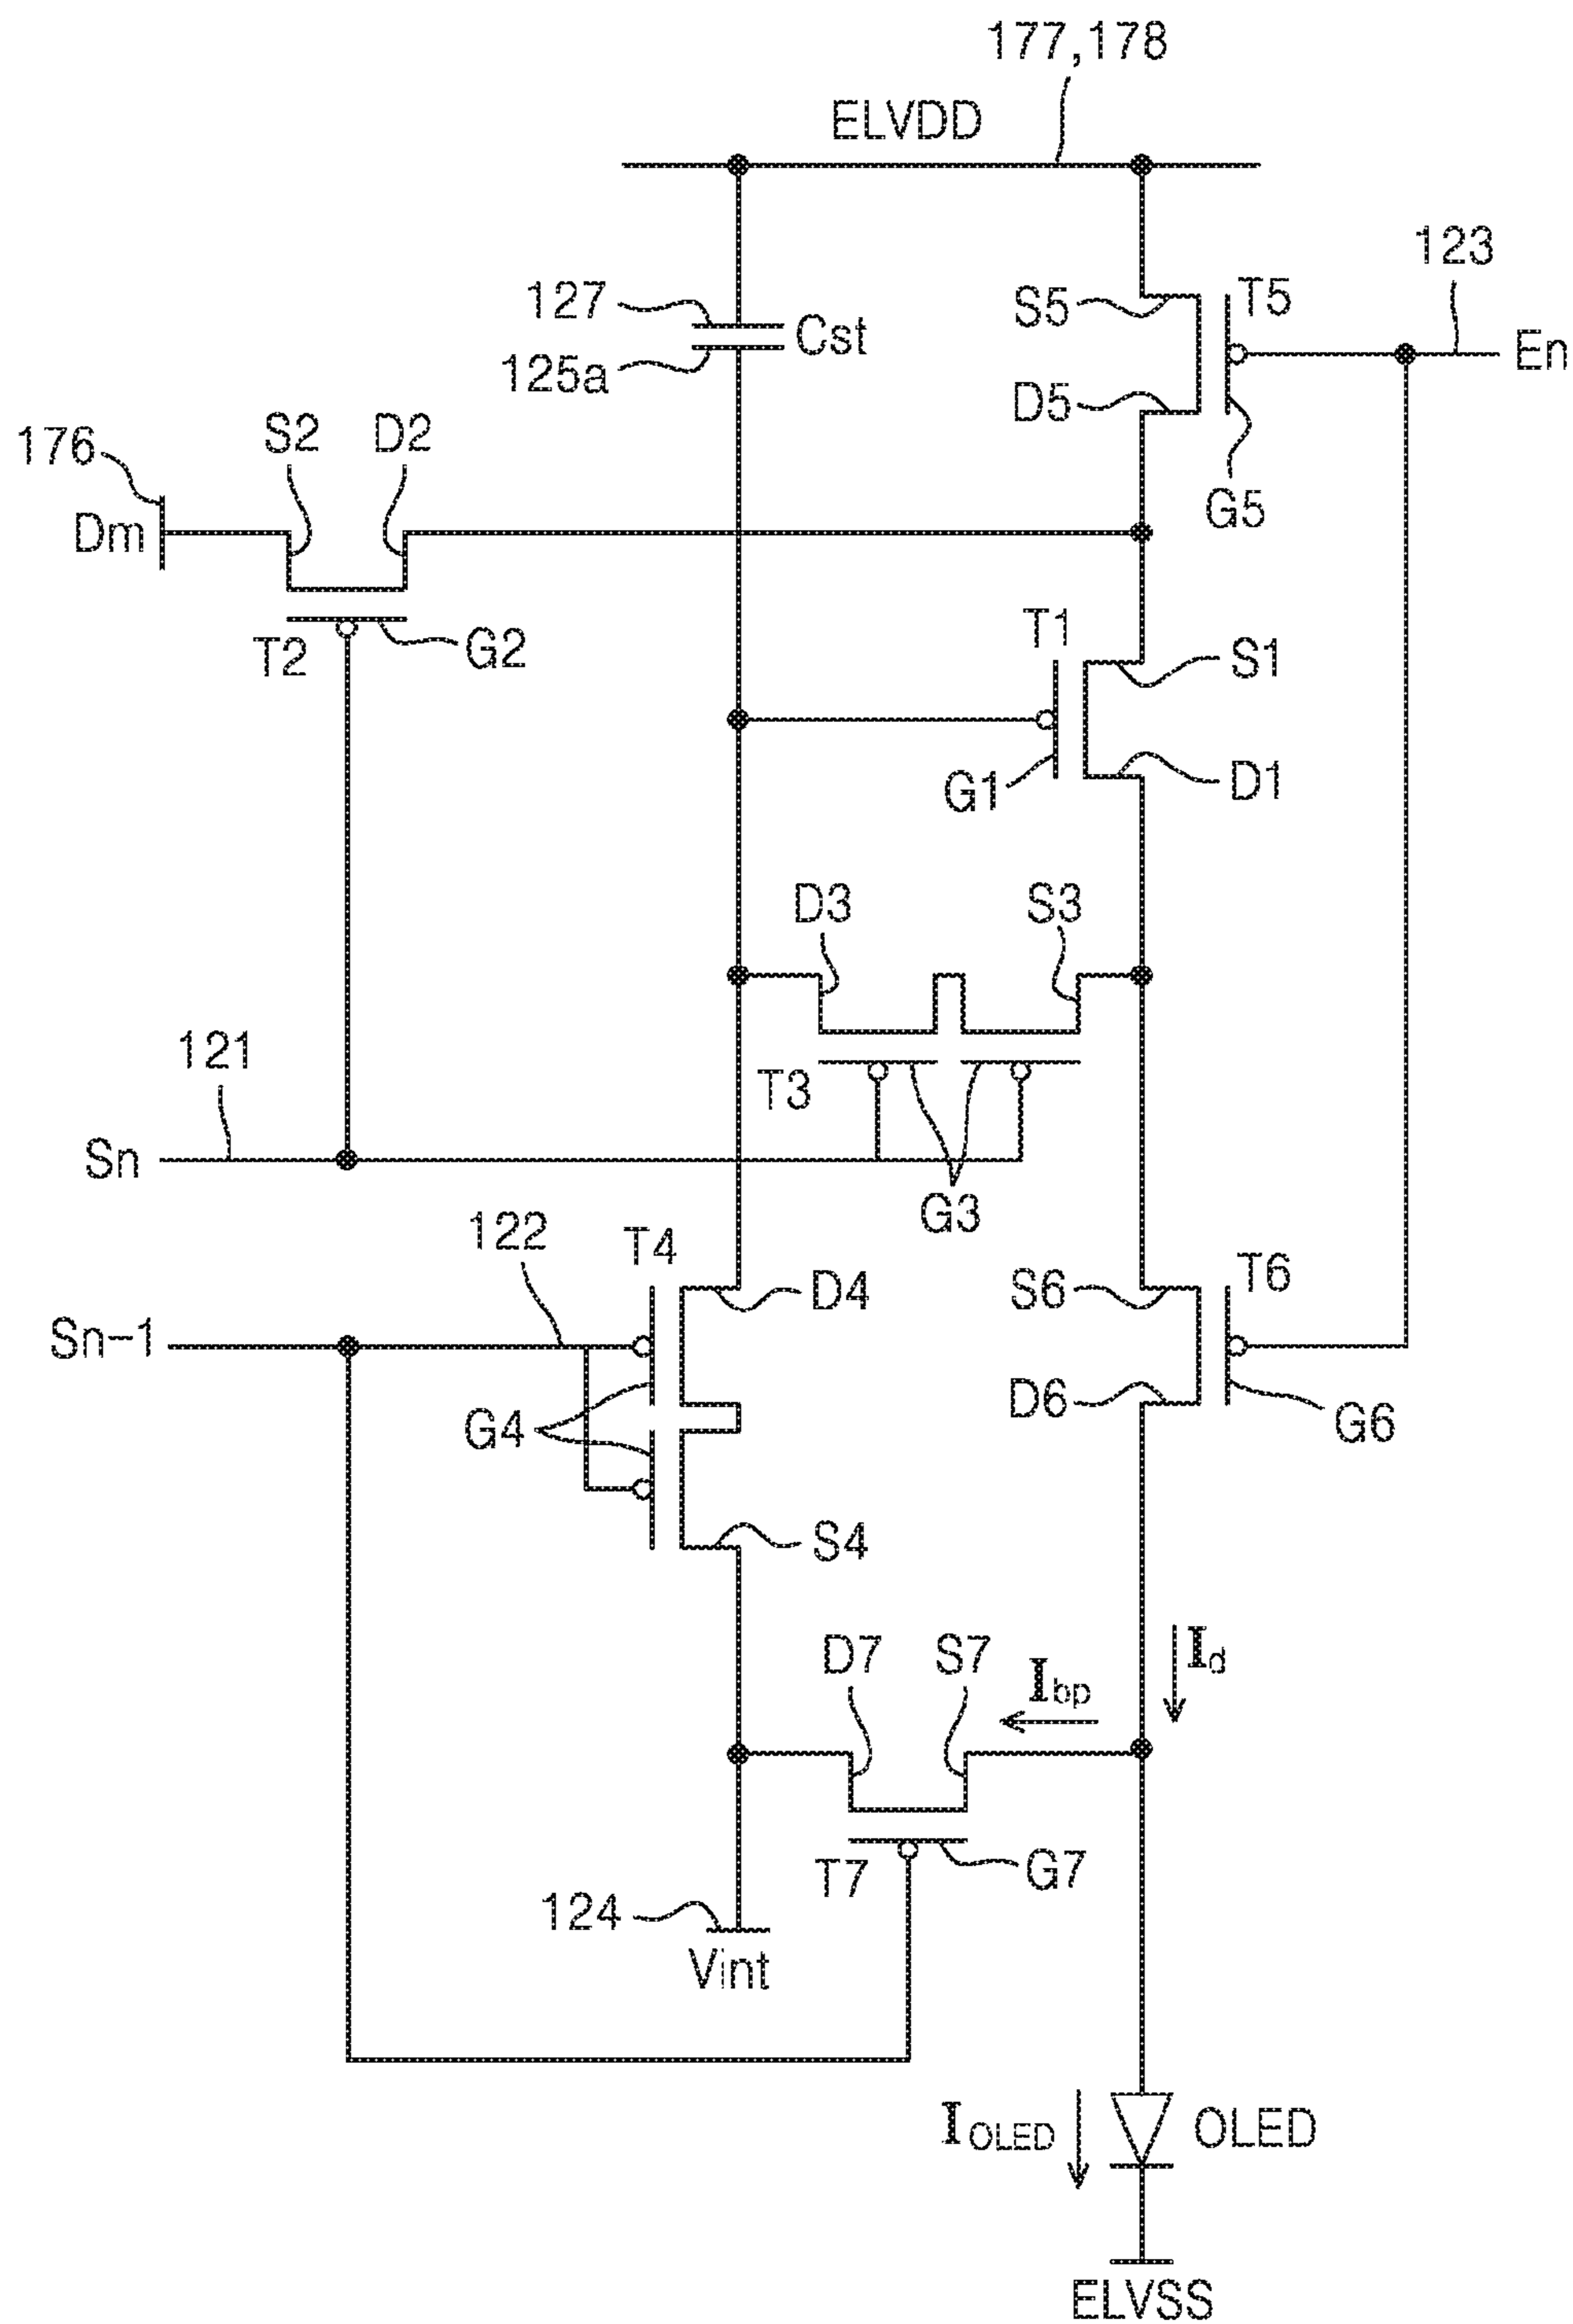 177,178
ELVDD
123
127
S5
T5
Cst
En
125a
D5
S2
D2
176
G5
Dm
T1
T2
G2
S1
G1
D1
D3
S3
121
T3
Sn
G3
122
T4
T6
D4
S6
Sn-1
D6
G4
G6
S4
D7
S7
Ibp
Id
T7
G7
124
Vint
IOLED
OLED
ELVSS